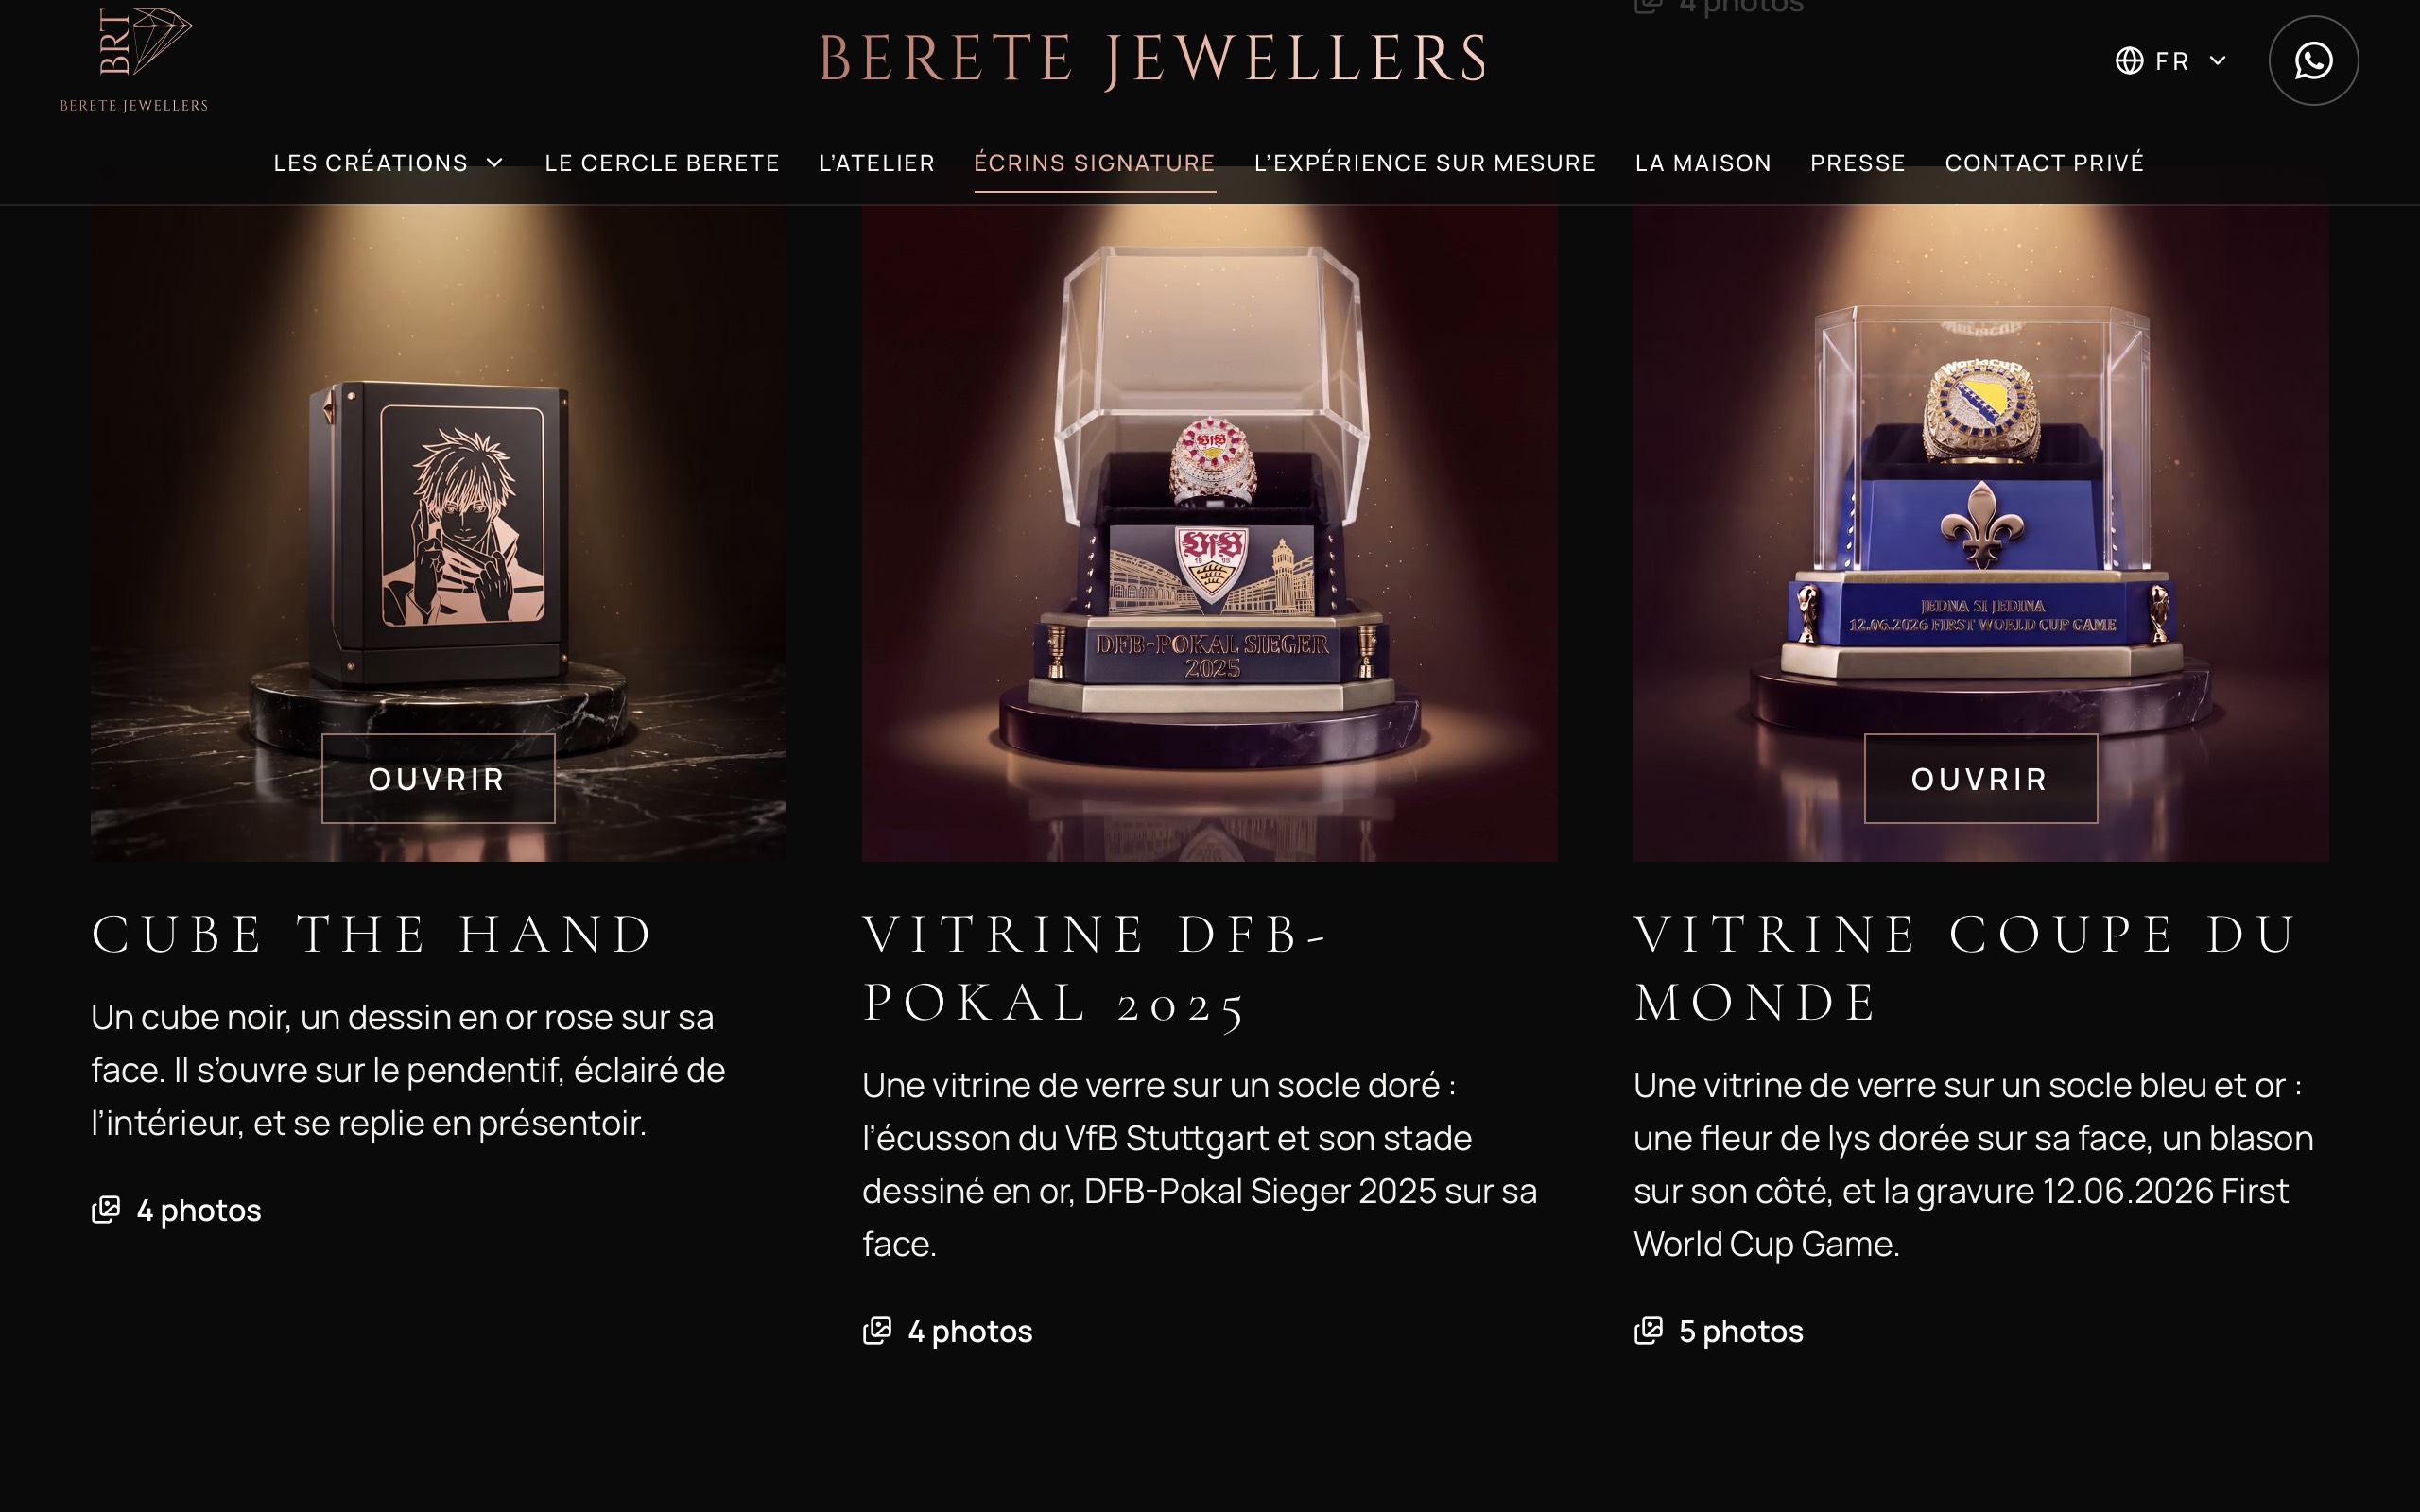 4 photos
BRT
BERETE JEWELLERS
BERETE JEWELLERS
FR
LES CRÉATIONS
LE CERCLE BERETE
L’ATELIER
ÉCRINS SIGNATURE
L’EXPÉRIENCE SUR MESURE
LA MAISON
PRESSE
CONTACT PRIVÉ
OUVRIR
VfB
VfB
19 93
DFB-POKAL SIEGER
2025
WorldCup
JEDNA SI JEDINA
12.06.2026 FIRST WORLD CUP GAME
OUVRIR
CUBE THE HAND
Un cube noir, un dessin en or rose sur sa
face. Il s’ouvre sur le pendentif, éclairé de
l’intérieur, et se replie en présentoir.
4 photos
VITRINE DFB-
POKAL 2025
Une vitrine de verre sur un socle doré :
l’écusson du VfB Stuttgart et son stade
dessiné en or, DFB-Pokal Sieger 2025 sur sa
face.
4 photos
VITRINE COUPE DU
MONDE
Une vitrine de verre sur un socle bleu et or :
une fleur de lys dorée sur sa face, un blason
sur son côté, et la gravure 12.06.2026 First
World Cup Game.
5 photos